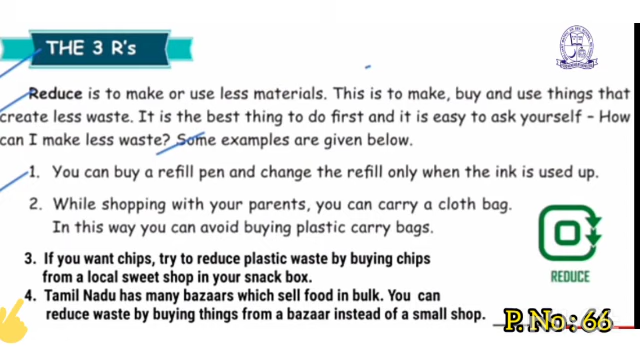 THE 3 R's
Reduce is to make or use less materials. This is to make, buy and use things that
create less waste. It is the best thing to do first and it is easy to ask yourself – How
can I make less waste? Some examples are given below.
1. You can buy a refill pen and change the refill only when the ink is used up.
2. While shopping with your parents, you can carry a cloth bag.
In this way you can avoid buying plastic carry bags.
3. If you want chips, try to reduce plastic waste by buying chips
from a local sweet shop in your snack box.
4. Tamil Nadu has many bazaars which sell food in bulk. You can
reduce waste by buying things from a bazaar instead of a small shop.
REDUCE
P. No : 66